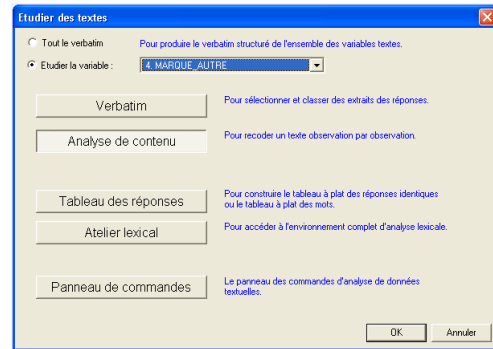 Etudier des textes
Tout le verbatim
Pour produire le verbatim structuré de l'ensemble des variables textes.
Etudier la variable :
4. MARQUE_AUTRE
Verbatim
Pour sélectionner et classer des extraits des réponses.
Analyse de contenu
Pour recoder un texte observation par observation.
Tableau des réponses
Pour construire le tableau à plat des réponses identiques
ou le tableau à plat des mots.
Atelier lexical
Pour accéder à l'environnement complet d'analyse lexicale.
Panneau de commandes
Le panneau des commandes d'analyse de données
textuelles.
OK
Annuler